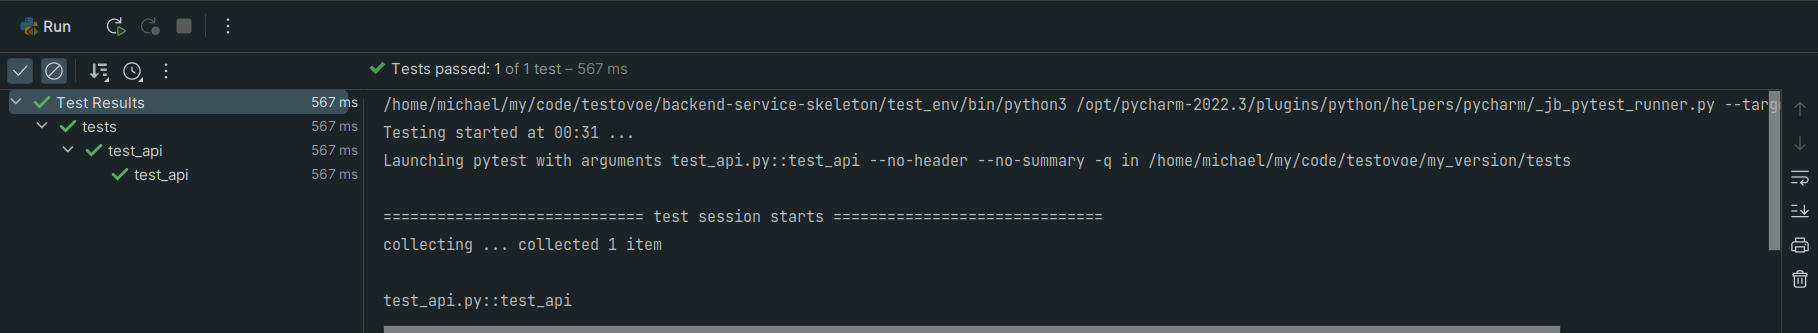 Run
Tests passed: 1 of 1 test – 567 ms
Test Results 567 ms
tests 567 ms
test_api 567 ms
test_api 567 ms
/home/michael/my/code/testovoe/backend-service-skeleton/test_env/bin/python3 /opt/pycharm-2022.3/plugins/python/helpers/pycharm/_jb_pytest_runner.py --targ
Testing started at 00:31 ...
Launching pytest with arguments test_api.py::test_api --no-header --no-summary -q in /home/michael/my/code/testovoe/my_version/tests
============================= test session starts ==============================
collecting ... collected 1 item
test_api.py::test_api